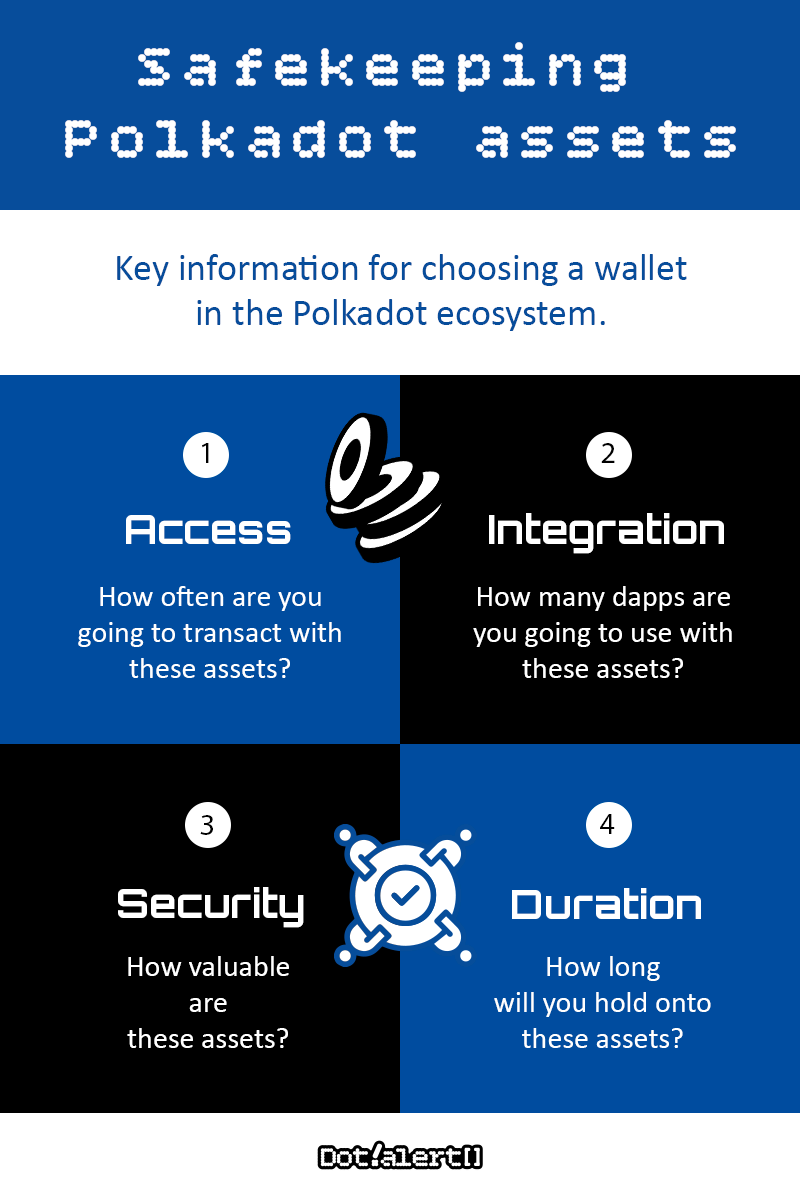 Safekeeping
Polkadot assets
Key information for choosing a wallet
in the Polkadot ecosystem.
1
Access
How often are you
going to transact with
these assets?
2
Integration
How many dapps are
you going to use with
these assets?
3
Security
How valuable
are
these assets?
4
Duration
How long
will you hold onto
these assets?
Dot!alert[]